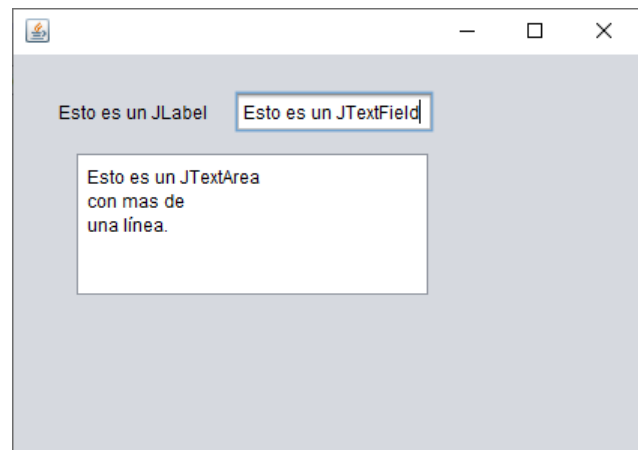 Esto es un JLabel
Esto es un JTextField
Esto es un JTextArea
con mas de
una línea.